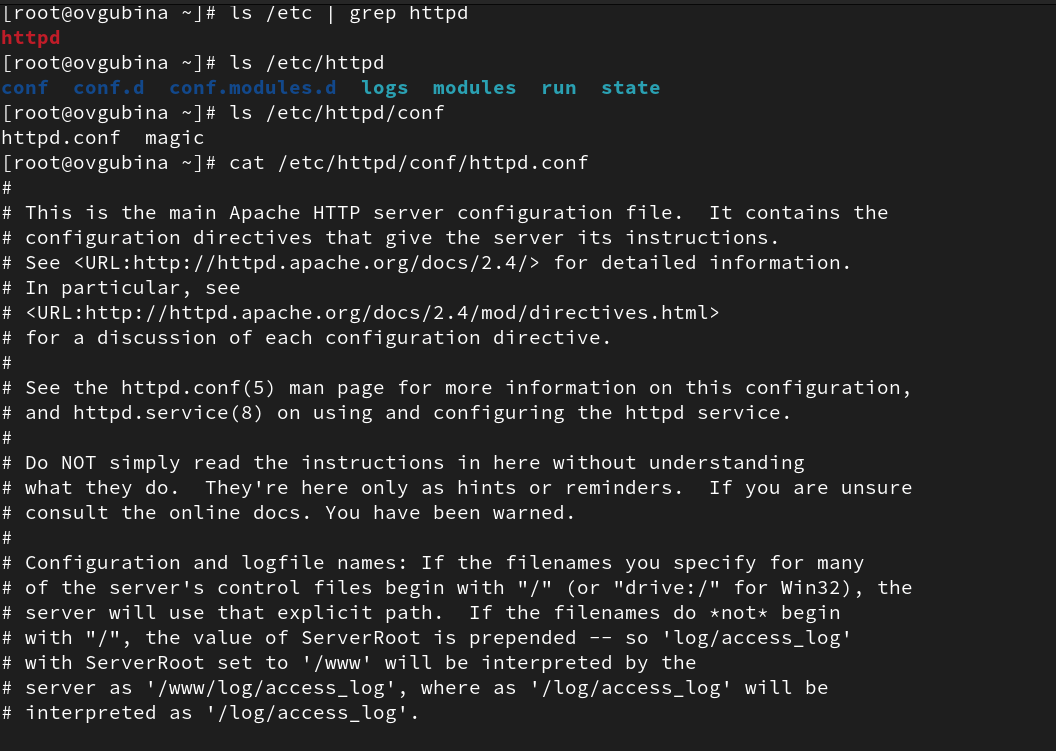 [root@ovgubina ~]# ls /etc | grep httpd
httpd
[root@ovgubina ~]# ls /etc/httpd
conf  conf.d  conf.modules.d  logs  modules  run  state
[root@ovgubina ~]# ls /etc/httpd/conf
httpd.conf  magic
[root@ovgubina ~]# cat /etc/httpd/conf/httpd.conf
#
# This is the main Apache HTTP server configuration file.  It contains the
# configuration directives that give the server its instructions.
# See <URL:http://httpd.apache.org/docs/2.4/> for detailed information.
# In particular, see
# <URL:http://httpd.apache.org/docs/2.4/mod/directives.html>
# for a discussion of each configuration directive.
#
# See the httpd.conf(5) man page for more information on this configuration,
# and httpd.service(8) on using and configuring the httpd service.
#
# Do NOT simply read the instructions in here without understanding
# what they do.  They're here only as hints or reminders.  If you are unsure
# consult the online docs. You have been warned.
#
# Configuration and logfile names: If the filenames you specify for many
# of the server's control files begin with "/" (or "drive:/" for Win32), the
# server will use that explicit path.  If the filenames do *not* begin
# with "/", the value of ServerRoot is prepended -- so 'log/access_log'
# with ServerRoot set to '/www' will be interpreted by the
# server as '/www/log/access_log', where as '/log/access_log' will be
# interpreted as '/log/access_log'.